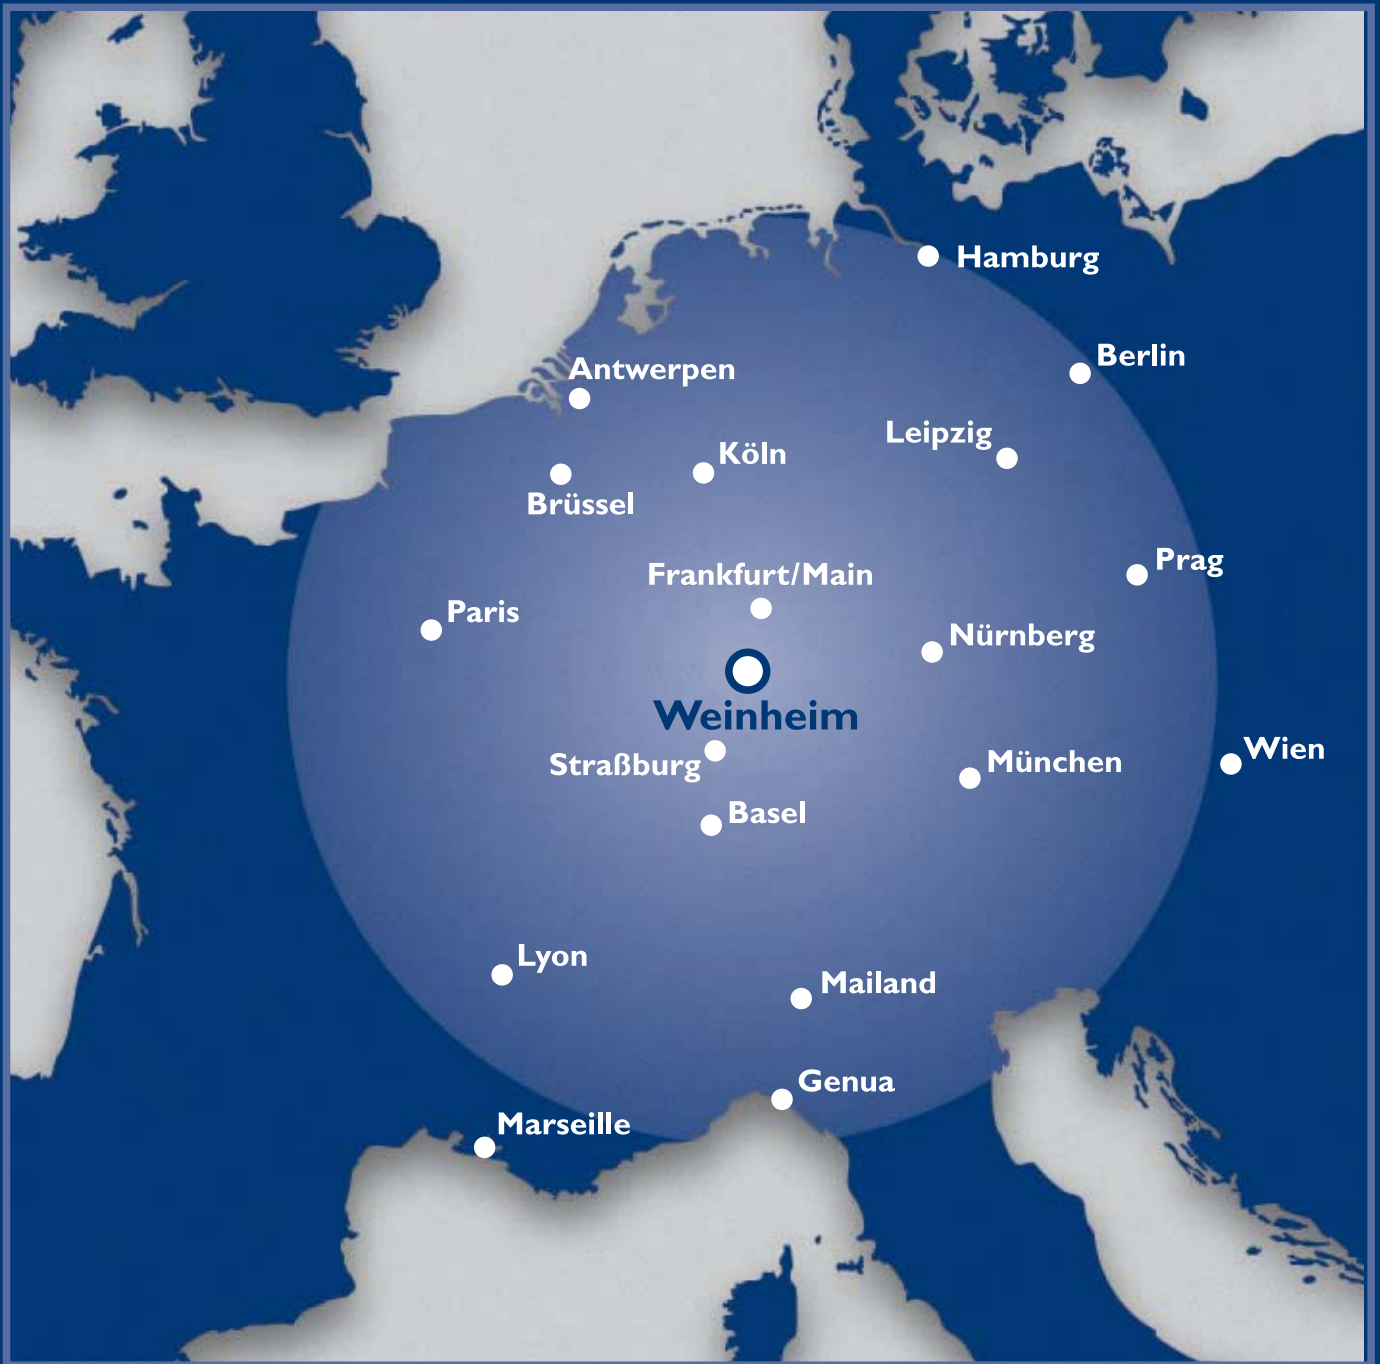 Hamburg
Berlin
Antwerpen
Leipzig
Köln
Brüssel
Prag
Frankfurt/Main
Paris
Nürnberg
Weinheim
Wien
München
Straßburg
Basel
Lyon
Mailand
Genua
Marseille